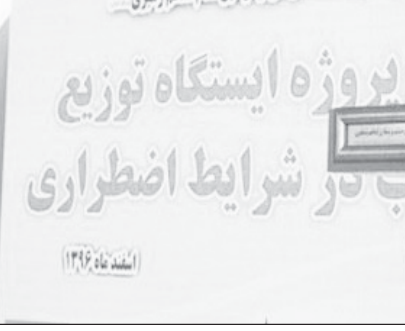 پروژه ایستگاه توزیع
در شرایط اضطراری
اسفند ماه ۱۳۹۶